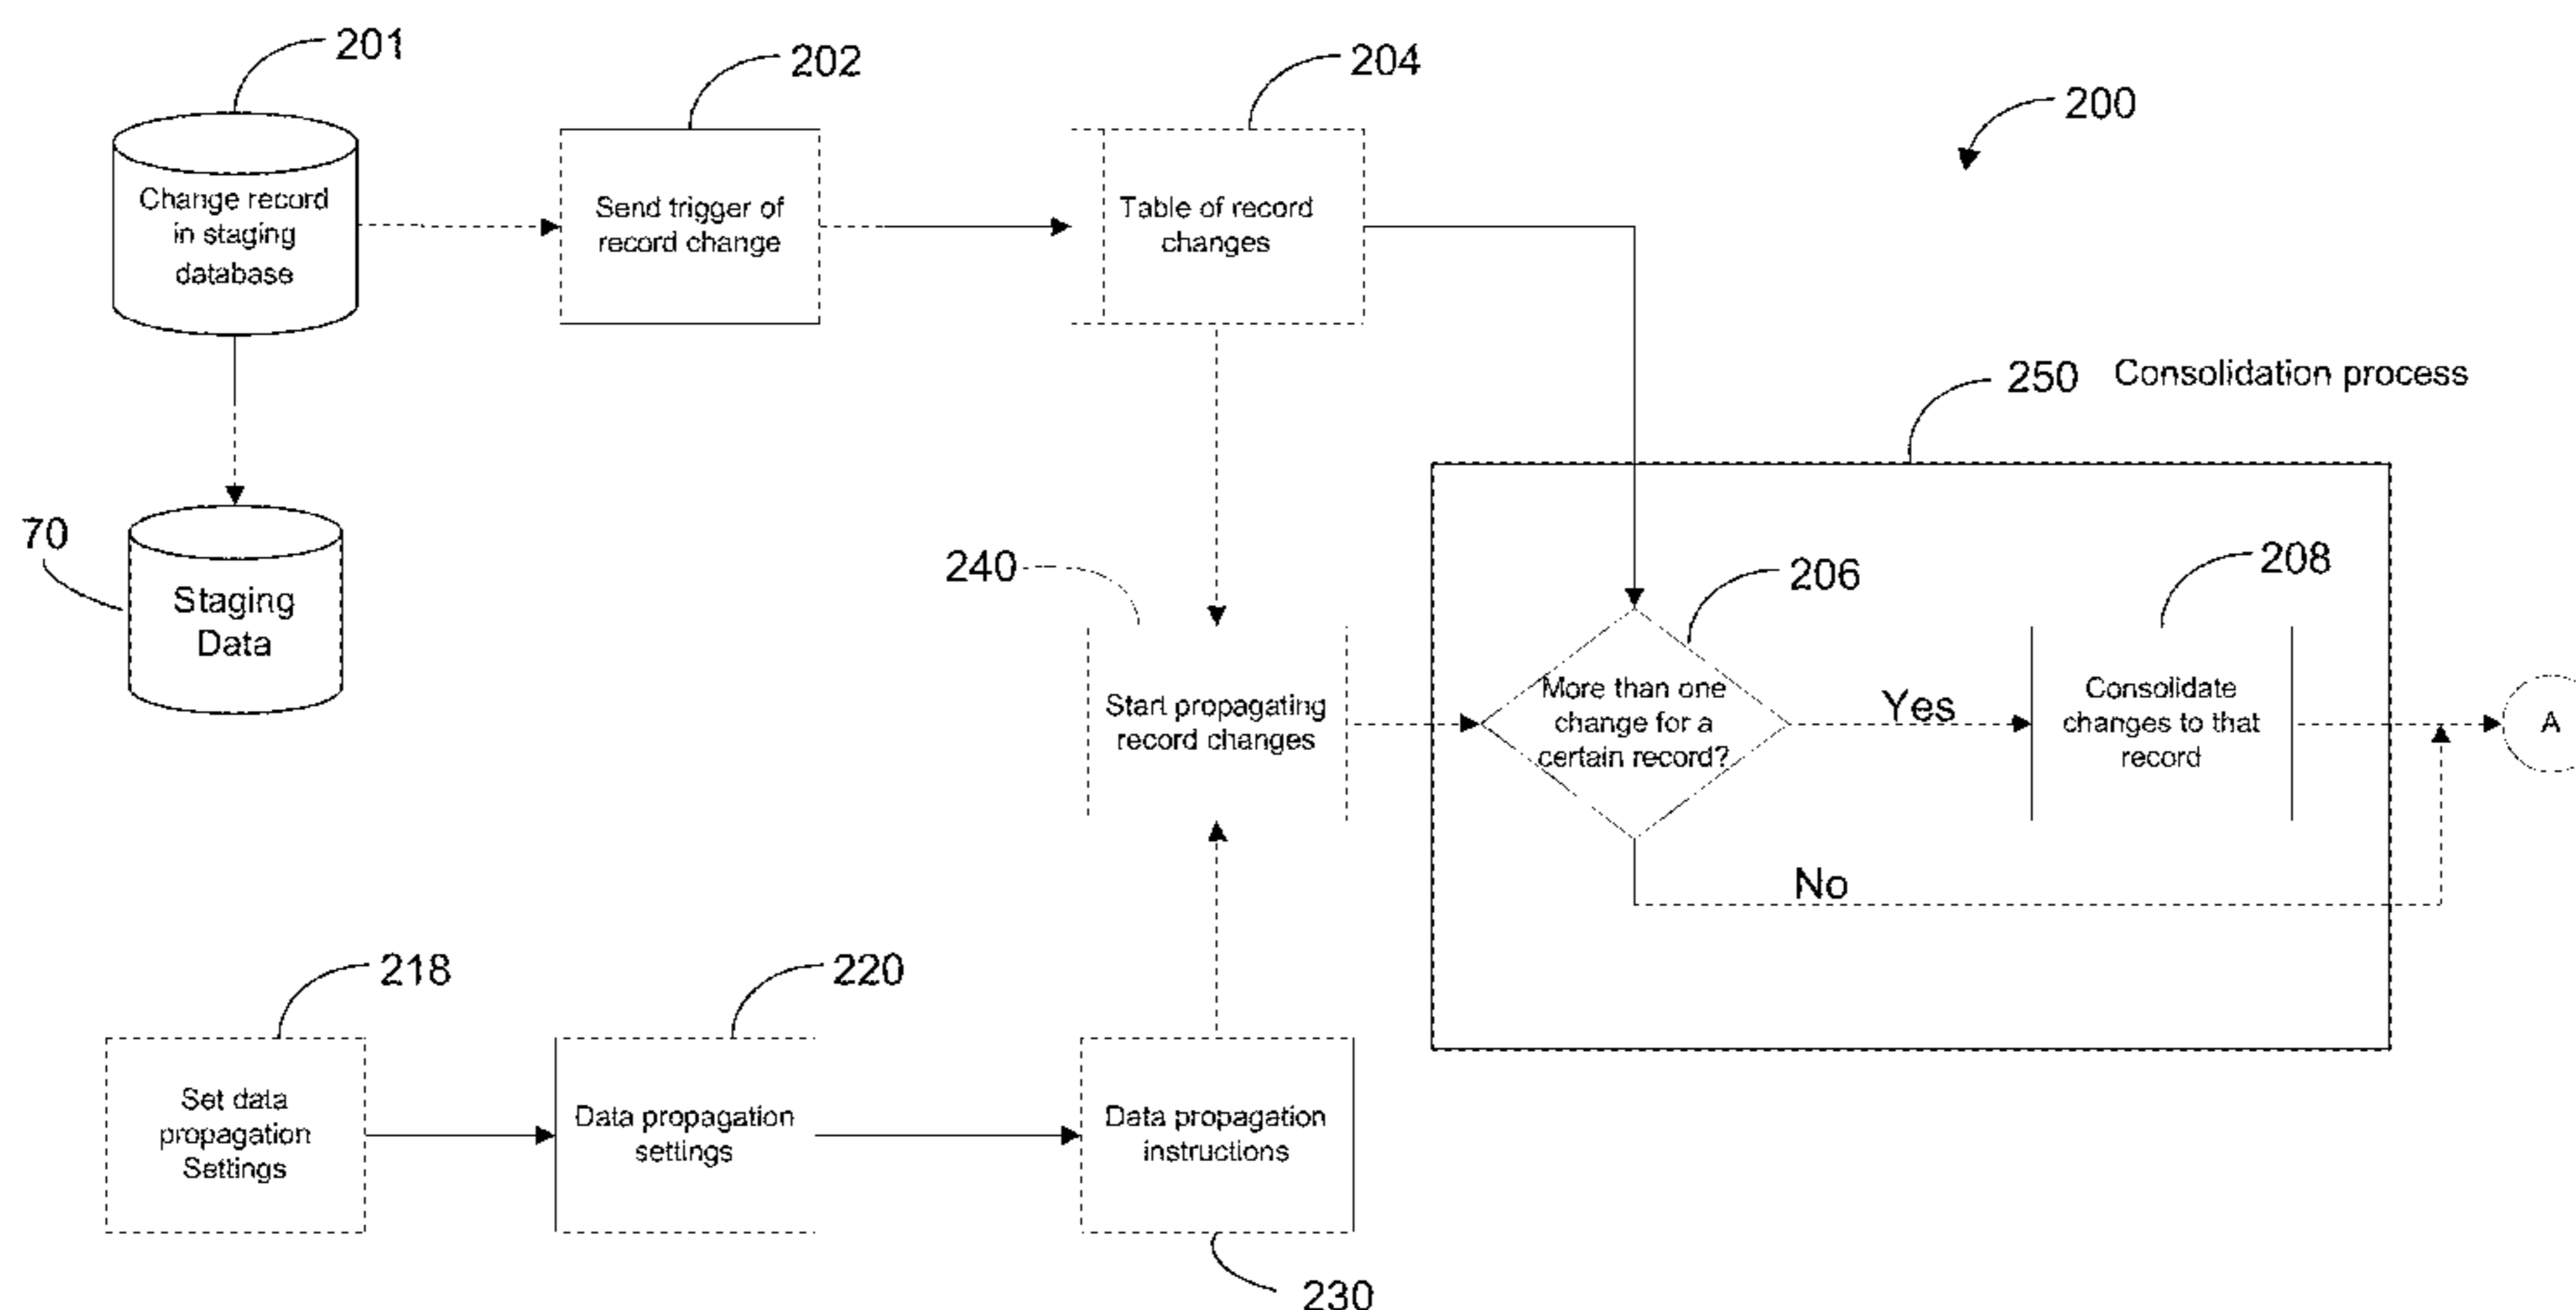 201
202
204
200
Change record
in staging
database
Send trigger of
record change
Table of record
changes
250 Consolidation process
70
Staging
Data
240
206
208
Start propagating
record changes
More than one
change for a
certain record?
Yes
Consolidate
changes to that
record
A
No
218
220
Set data
propagation
Settings
Data propagation
settings
Data propagation
instructions
230